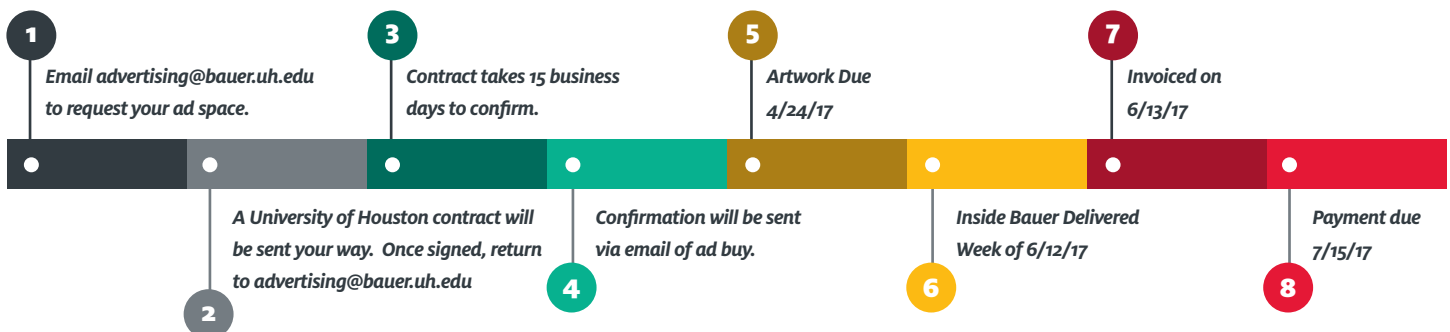 1
Email advertising@bauer.uh.edu
to request your ad space.
2
A University of Houston contract will
be sent your way. Once signed, return
to advertising@bauer.uh.edu
3
Contract takes 15 business
days to confirm.
4
Confirmation will be sent
via email of ad buy.
5
Artwork Due
4/24/17
6
Inside Bauer Delivered
Week of 6/12/17
7
Invoiced on
6/13/17
8
Payment due
7/15/17